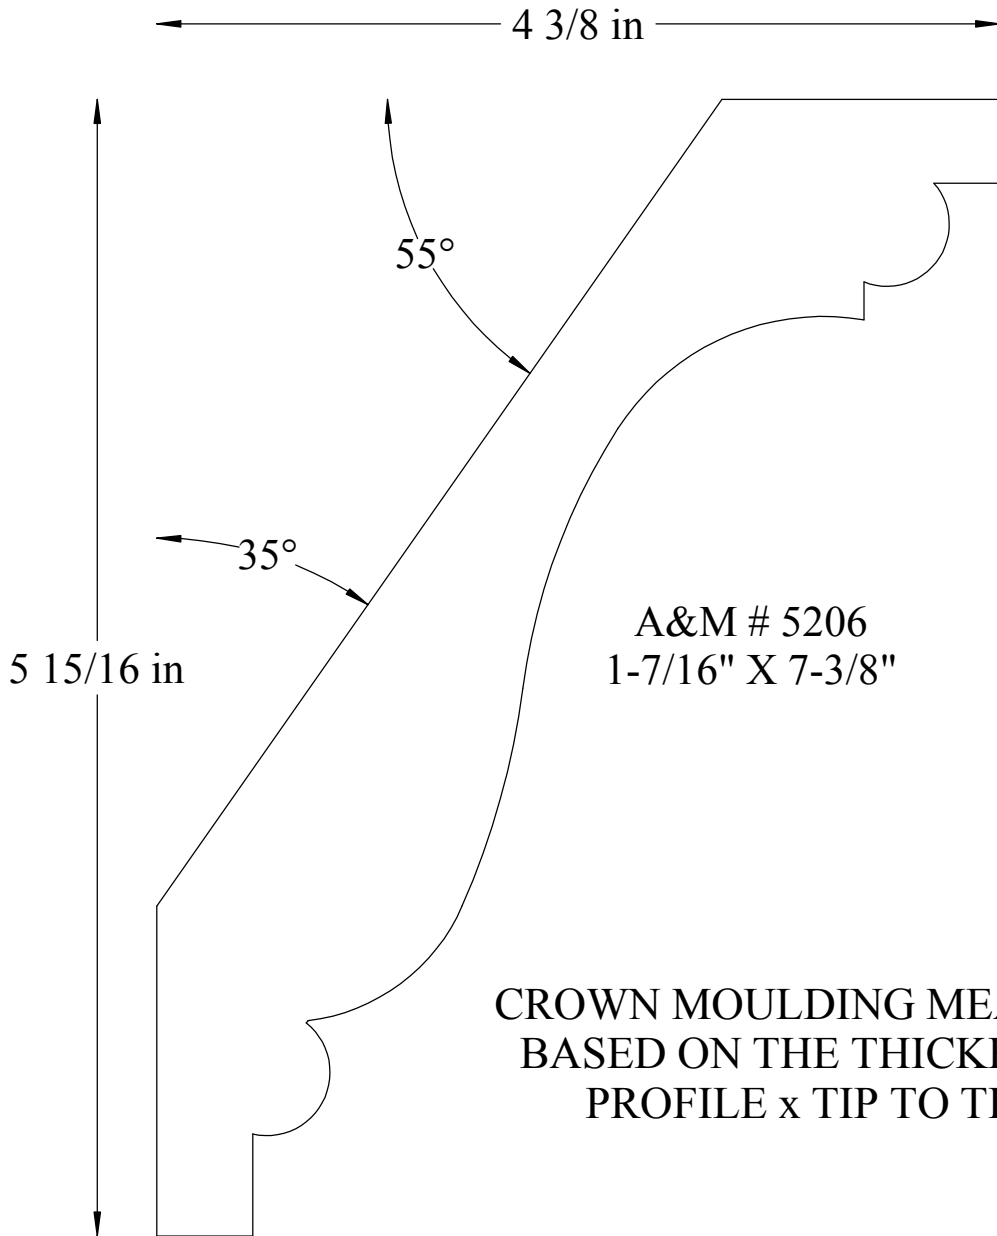 4 3/8 in
55°
35°
A&M # 5206
5 15/16 in
1-7/16" X 7-3/8"
CROWN MOULDING
BASED ON THE
PROFILE x TIP TO